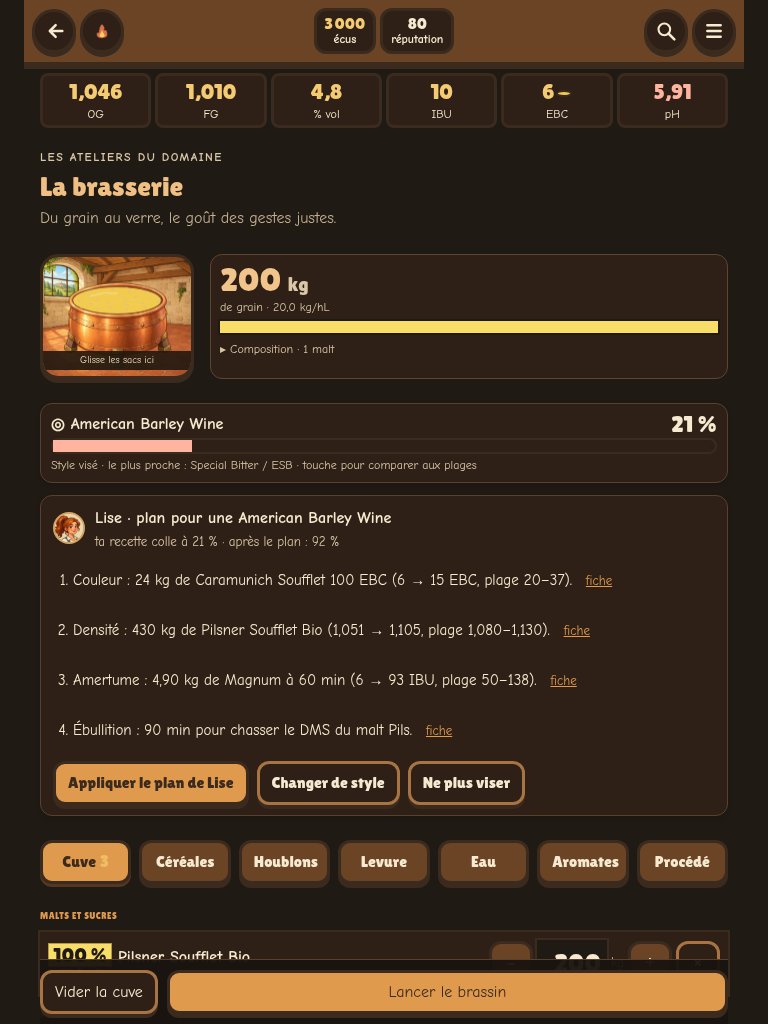 3 000
écus
80
réputation
1,046
OG
1,010
FG
4,8
% vol
10
IBU
6
EBC
5,91
pH
LES ATELIERS DU DOMAINE
La brasserie
Du grain au verre, le goût des gestes justes.
Glisse les sacs ici
200 kg
de grain · 20,0 kg/hL
▸ Composition · 1 malt
◎ American Barley Wine
21 %
Style visé · le plus proche : Special Bitter / ESB · touche pour comparer aux plages
Lise · plan pour une American Barley Wine
ta recette colle à 21 % · après le plan : 92 %
1. Couleur : 24 kg de Caramunich Soufflet 100 EBC (6 → 15 EBC, plage 20–37). fiche
2. Densité : 430 kg de Pilsner Soufflet Bio (1,051 → 1,105, plage 1,080–1,130). fiche
3. Amertume : 4,90 kg de Magnum à 60 min (6 → 93 IBU, plage 50–138). fiche
4. Ébullition : 90 min pour chasser le DMS du malt Pils. fiche
Appliquer le plan de Lise
Changer de style
Ne plus viser
Cuve 3
Céréales
Houblons
Levure
Eau
Aromates
Procédé
MALTS ET SUCRES
100 % Pilsner Soufflet Bio
200
Vider la cuve
Lancer le brassin